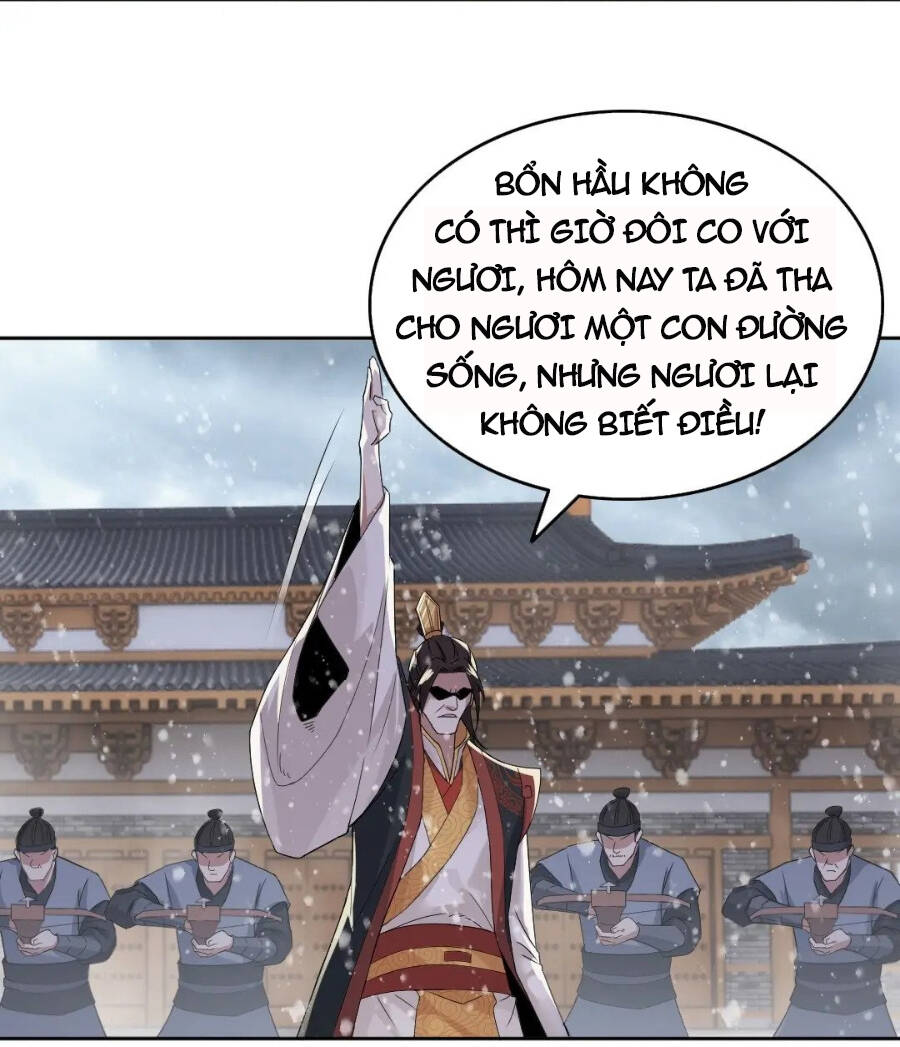 BỔN HẦU KHÔNG
CÓ THÌ GIỜ ĐÔI CO VỚI
NGƯƠI, HÔM NAY TA ĐÃ THA
CHO NGƯƠI MỘT CON ĐƯỜNG
SỐNG, NHƯNG NGƯƠI LẠI
KHÔNG BIẾT ĐIỀU!